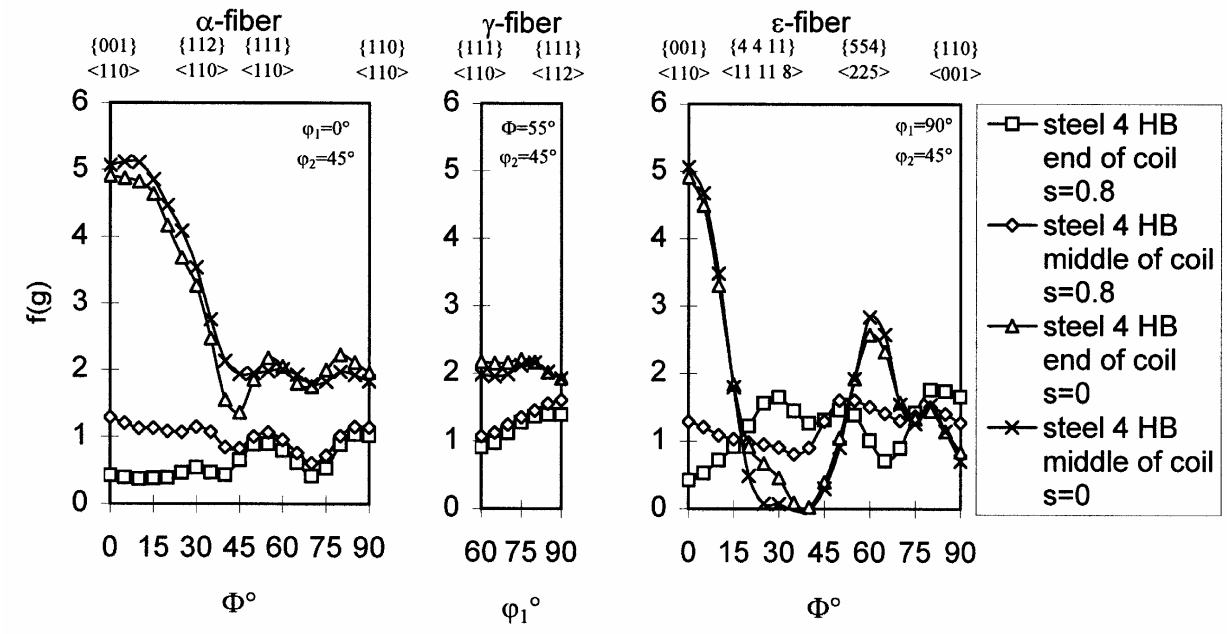 α-fiber γ-fiber ε-fiber
{001} {112} {111} {110} {111} {111} {001} {4 4 11} {554} {110}
<110> <110> <110> <110> <110> <112> <110> <11 11 8> <225> <001>
6 6 6
φ1=0° Φ=55° φ1=90°
φ2=45° φ2=45° φ2=45°
5 5 5
4 4 4
3 3 3
2 2 2
1 1 1
0 0 0
f(g)
0 15 30 45 60 75 90 60 75 90 0 15 30 45 60 75 90
Φ° φ1° Φ°
steel 4 HB
end of coil
s=0.8
steel 4 HB
middle of coil
s=0.8
steel 4 HB
end of coil
s=0
steel 4 HB
middle of coil
s=0